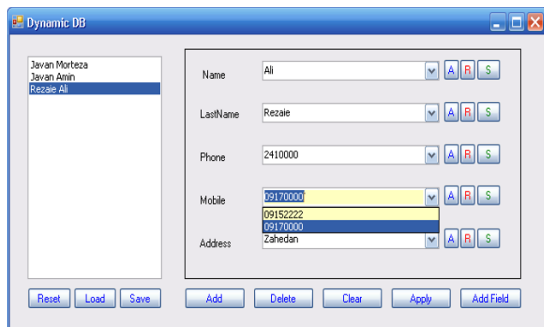 Dynamic DB
Javan Morteza
Javan Amin
Rezaie Ali
Name Ali A R S
LastName Rezaie A R S
Phone 2410000 A R S
Mobile 09170000 A R S
09152222
09170000
Address Zahedan A R S
Reset Load Save Add Delete Clear Apply Add Field